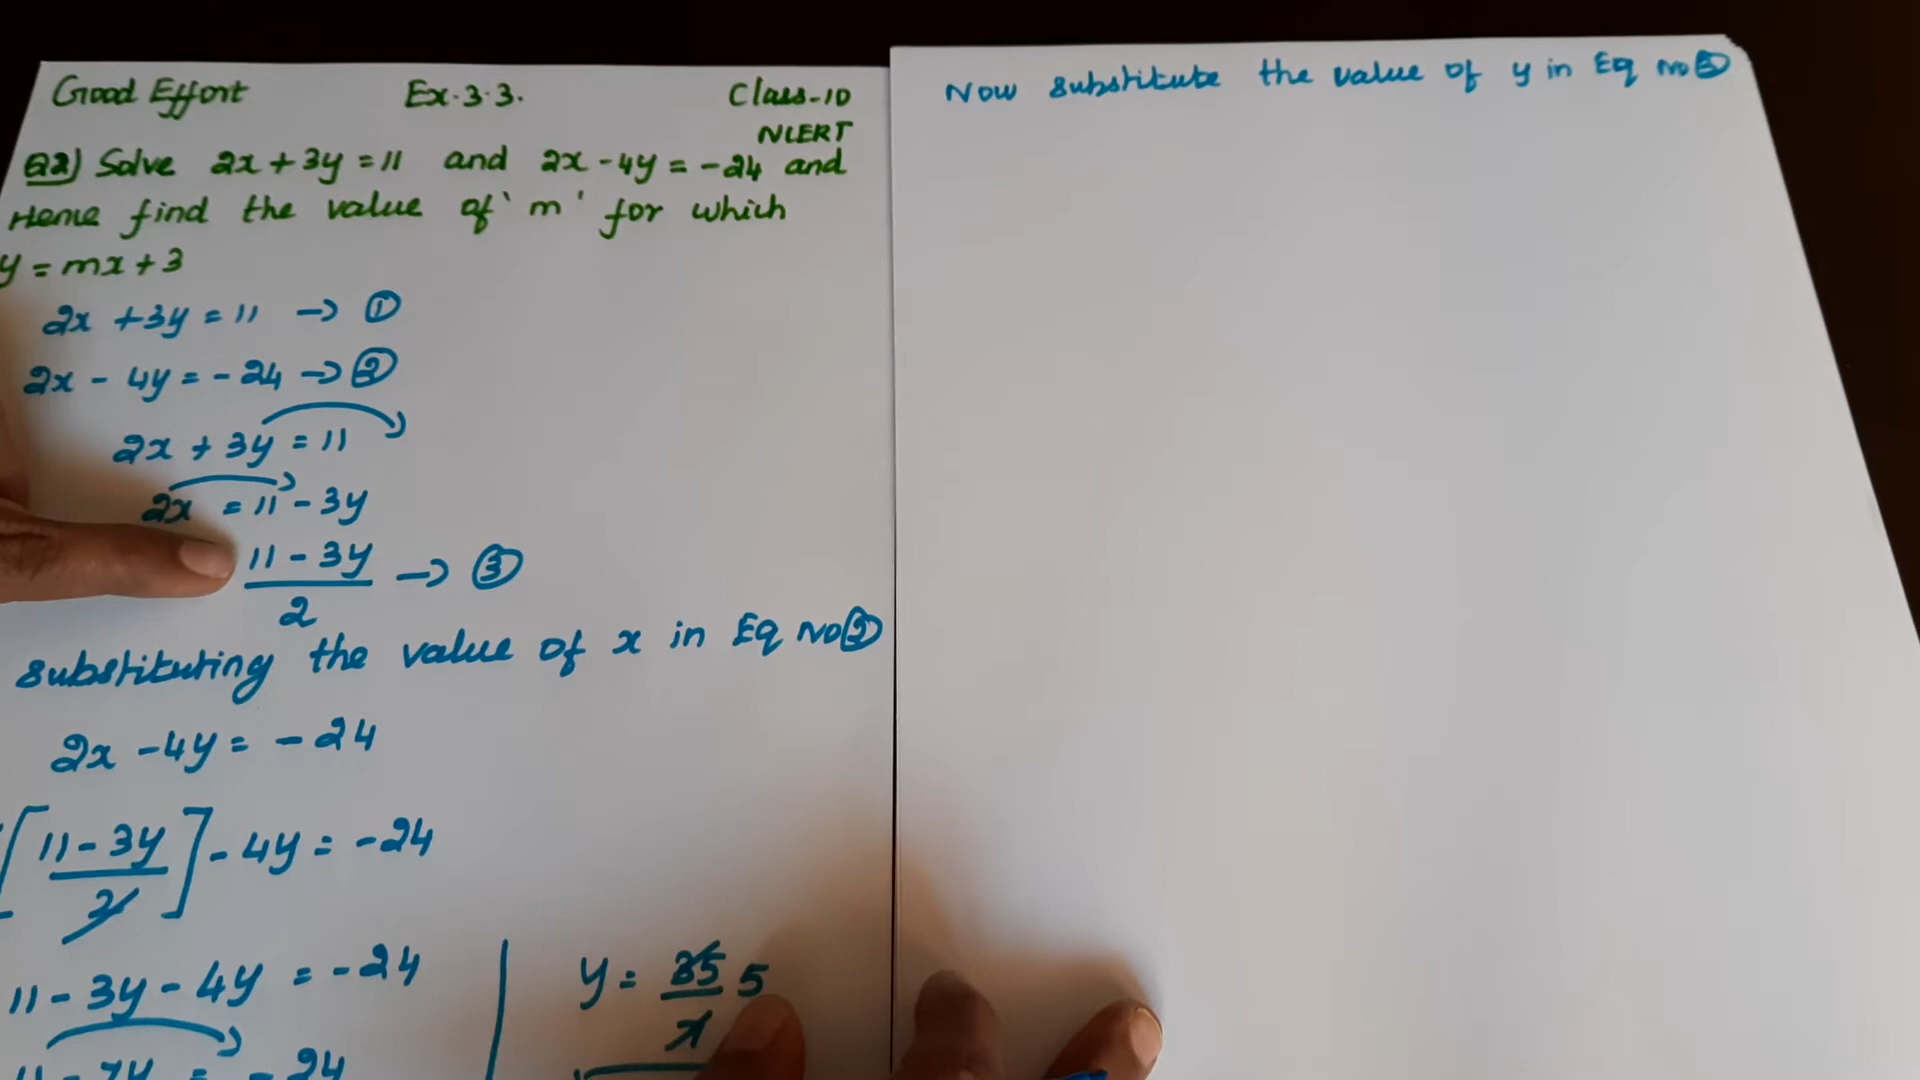 Good Effort Ex.3.3. Class-10
NCERT
Q2) Solve 2x + 3y = 11 and 2x - 4y = -24 and
Hence find the value of 'm' for which
y = mx + 3
2x + 3y = 11 → ①
2x - 4y = -24 → ②
2x + 3y = 11
2x = 11 - 3y
11 - 3y → ③
2
substituting the value of x in Eq No ②
2x - 4y = -24
[11 - 3y] - 4y = -24
2
11 - 3y - 4y = -24
11 - 7y = -24
y = 35 5
7
Now substitute the value of y in Eq No ③